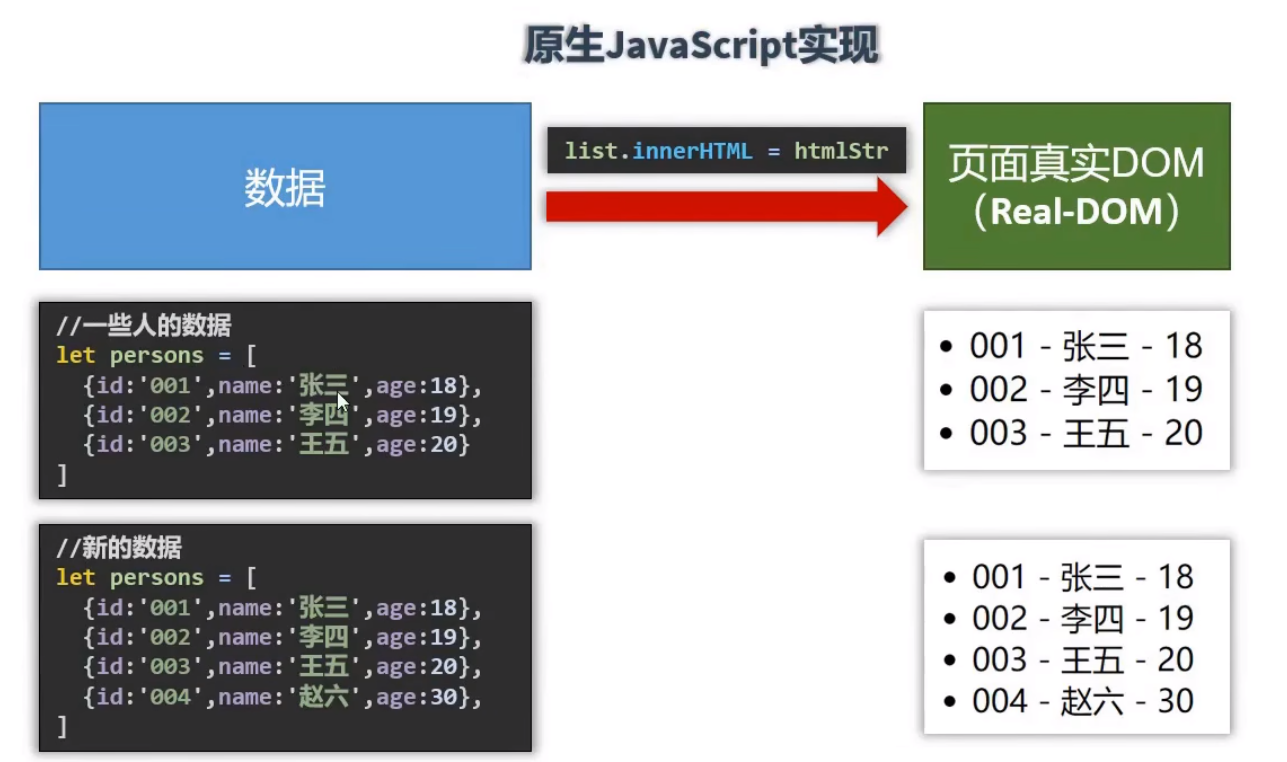 原生JavaScript实现
数据
list.innerHTML = htmlStr
页面真实DOM
（Real-DOM）
//一些人的数据
let persons = [
{id:'001',name:'张三',age:18},
{id:'002',name:'李四',age:19},
{id:'003',name:'王五',age:20}
]
• 001 - 张三 - 18
• 002 - 李四 - 19
• 003 - 王五 - 20
//新的数据
let persons = [
{id:'001',name:'张三',age:18},
{id:'002',name:'李四',age:19},
{id:'003',name:'王五',age:20},
{id:'004',name:'赵六',age:30},
]
• 001 - 张三 - 18
• 002 - 李四 - 19
• 003 - 王五 - 20
• 004 - 赵六 - 30